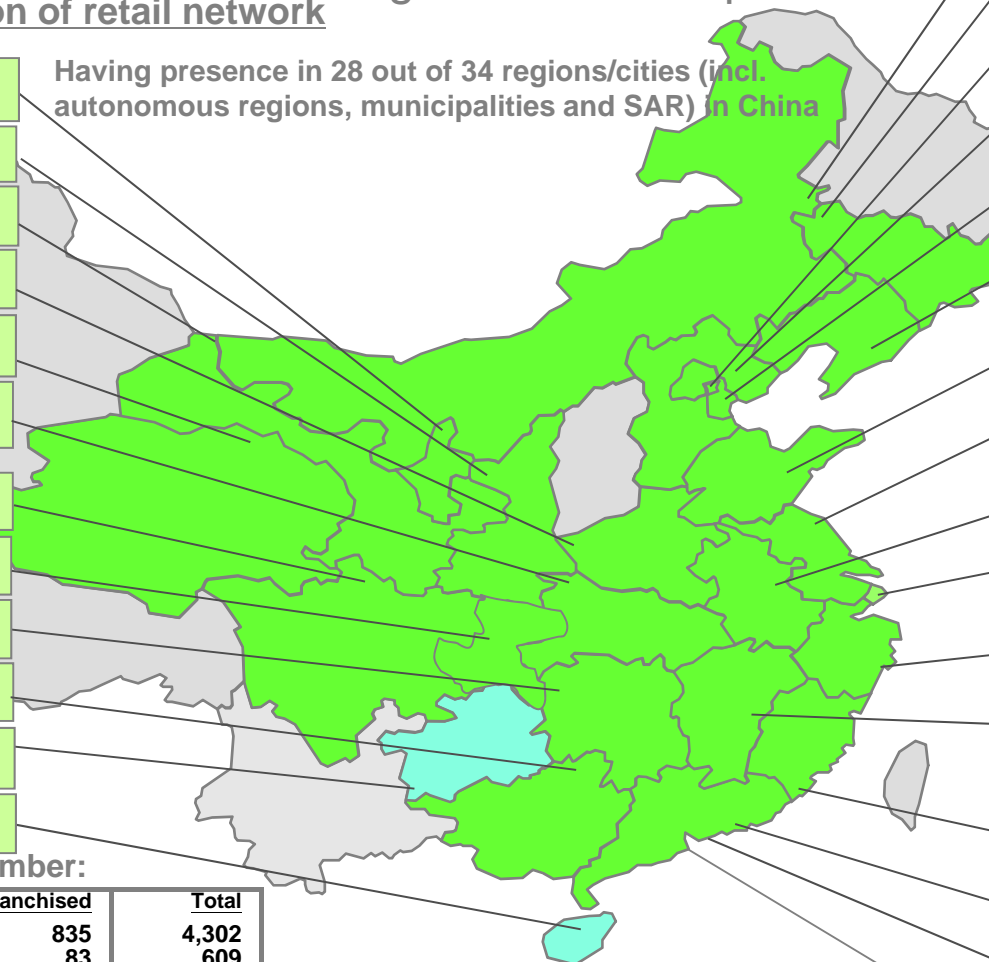 on of retail network
Having presence in 28 out of 34 regions/cities (incl.
autonomous regions, municipalities and SAR) in China
mber:
anchised Total
835 4,302
83 609